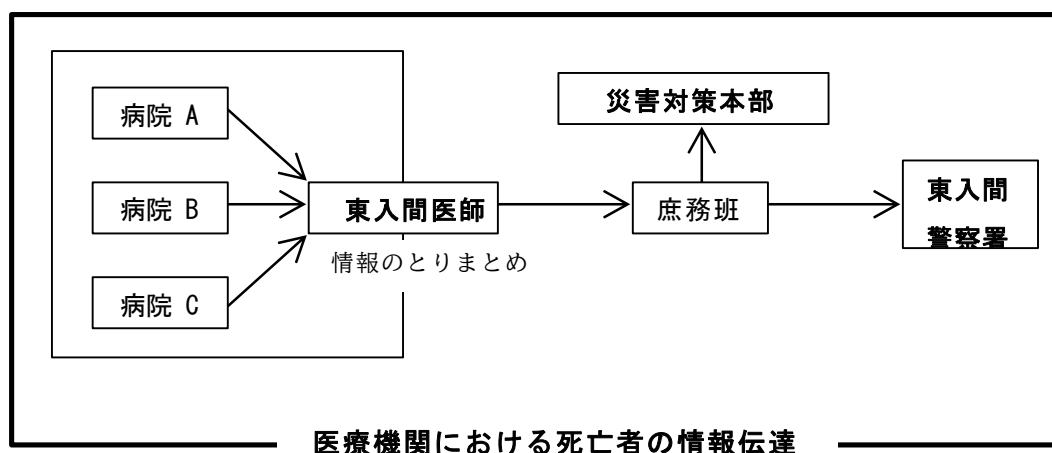 災害対策本部
病院 A
病院 B
病院 C
東入間医師
情報のとりまとめ
庶務班
東入間
警察署
医療機関における死亡者の情報伝達